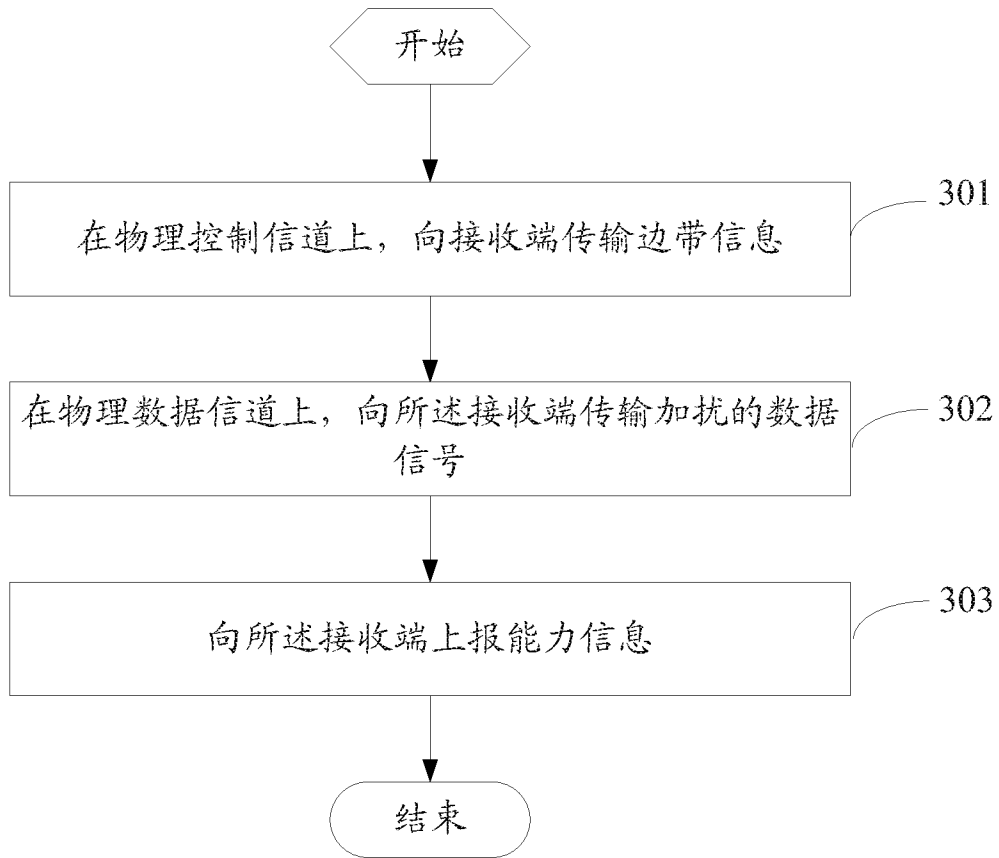 开始
在物理控制信道上，向接收端传输边带信息
301
在物理数据信道上，向所述接收端传输加扰的数据
信号
302
向所述接收端上报能力信息
303
结束